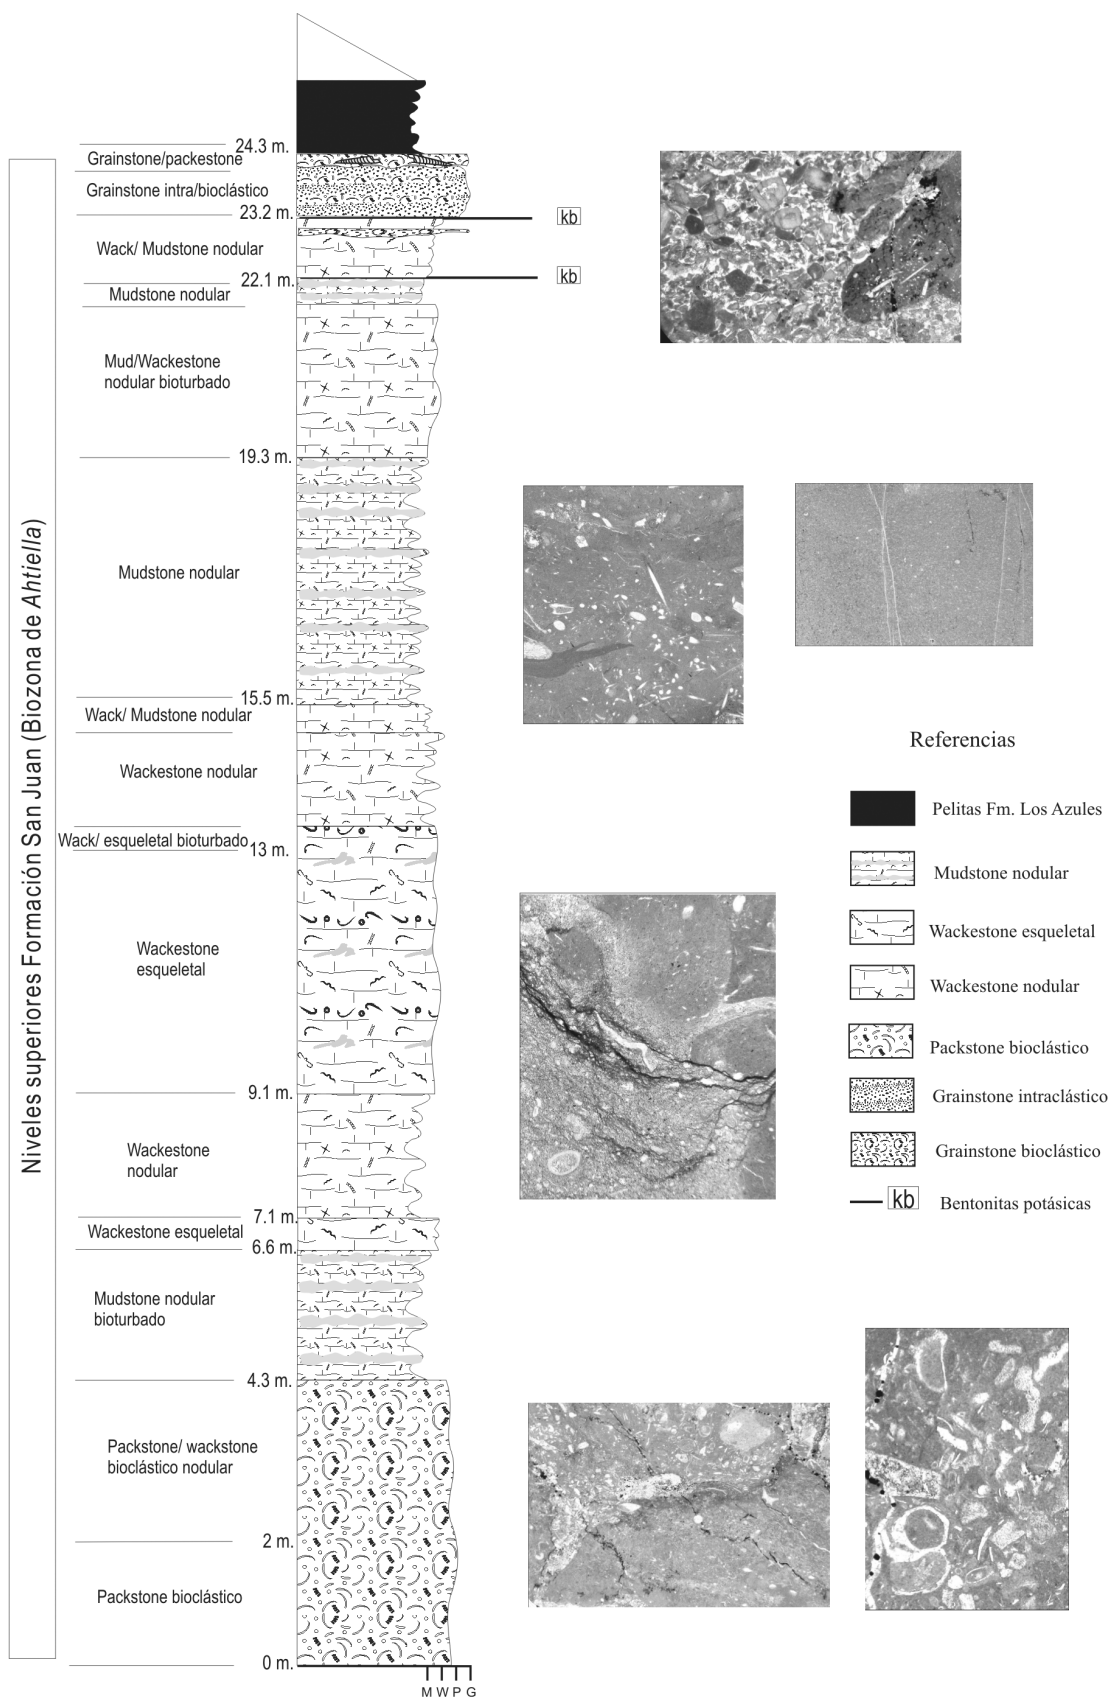 24.3 m.
Grainstone/packestone
Grainstone intra/bioclástico
23.2 m.
kb
Wack/ Mudstone nodular
kb
22.1 m.
Mudstone nodular
Mud/Wackestone
nodular bioturbado
19.3 m.
Mudstone nodular
15.5 m.
Wack/ Mudstone nodular
Wackestone nodular
Wack/ esqueletal bioturbado
13 m.
Wackestone
esqueletal
9.1 m.
Wackestone
nodular
7.1 m.
Wackestone esqueletal
6.6 m.
Mudstone nodular
bioturbado
4.3 m.
Packstone/ wackstone
bioclástico nodular
2 m.
Packstone bioclástico
0 m.
M W P G
Niveles superiores Formación San Juan (Biozona de Ahtiella)
Referencias
Pelitas Fm. Los Azules
Mudstone nodular
Wackestone esqueletal
Wackestone nodular
Packstone bioclástico
Grainstone intraclástico
Grainstone bioclástico
kb Bentonitas potásicas